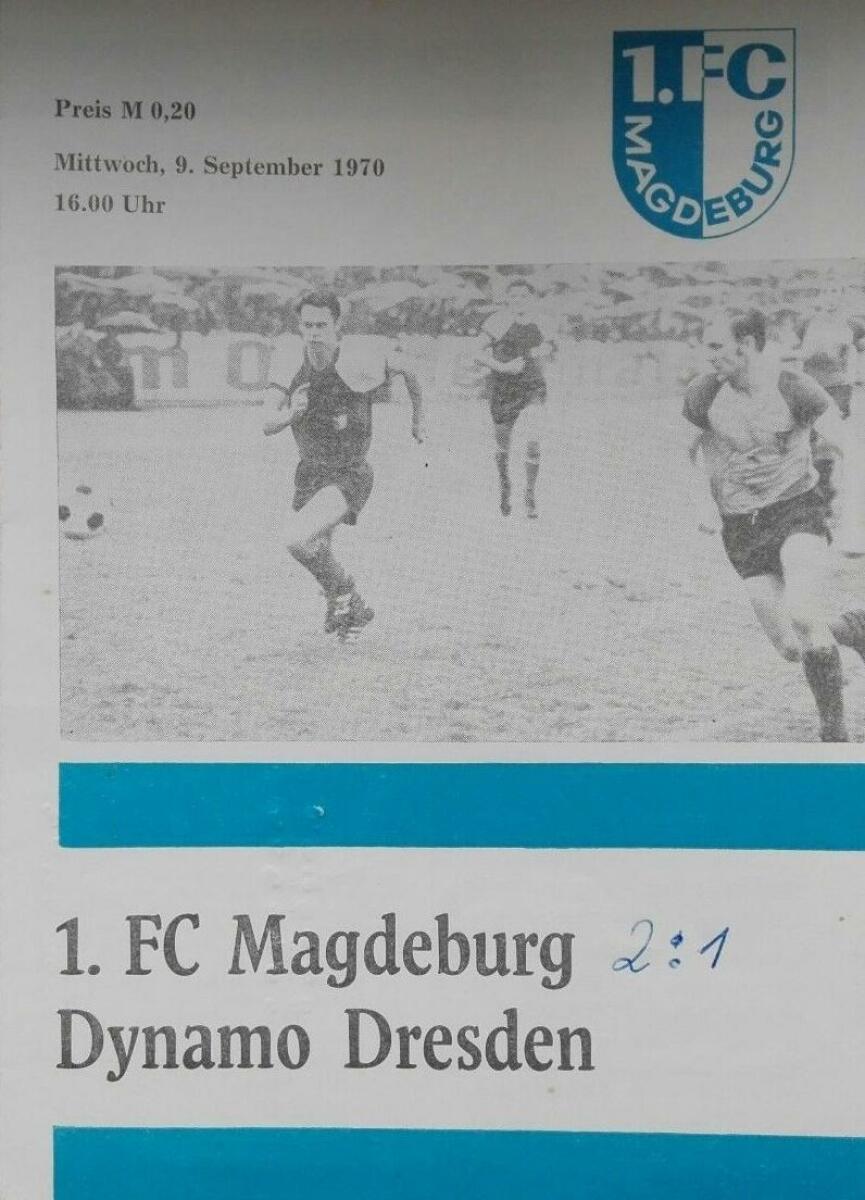 Preis M 0,20
Mittwoch, 9. September 1970
16.00 Uhr
1. FC
MAGDEBURG
1. FC Magdeburg 2:1
Dynamo Dresden